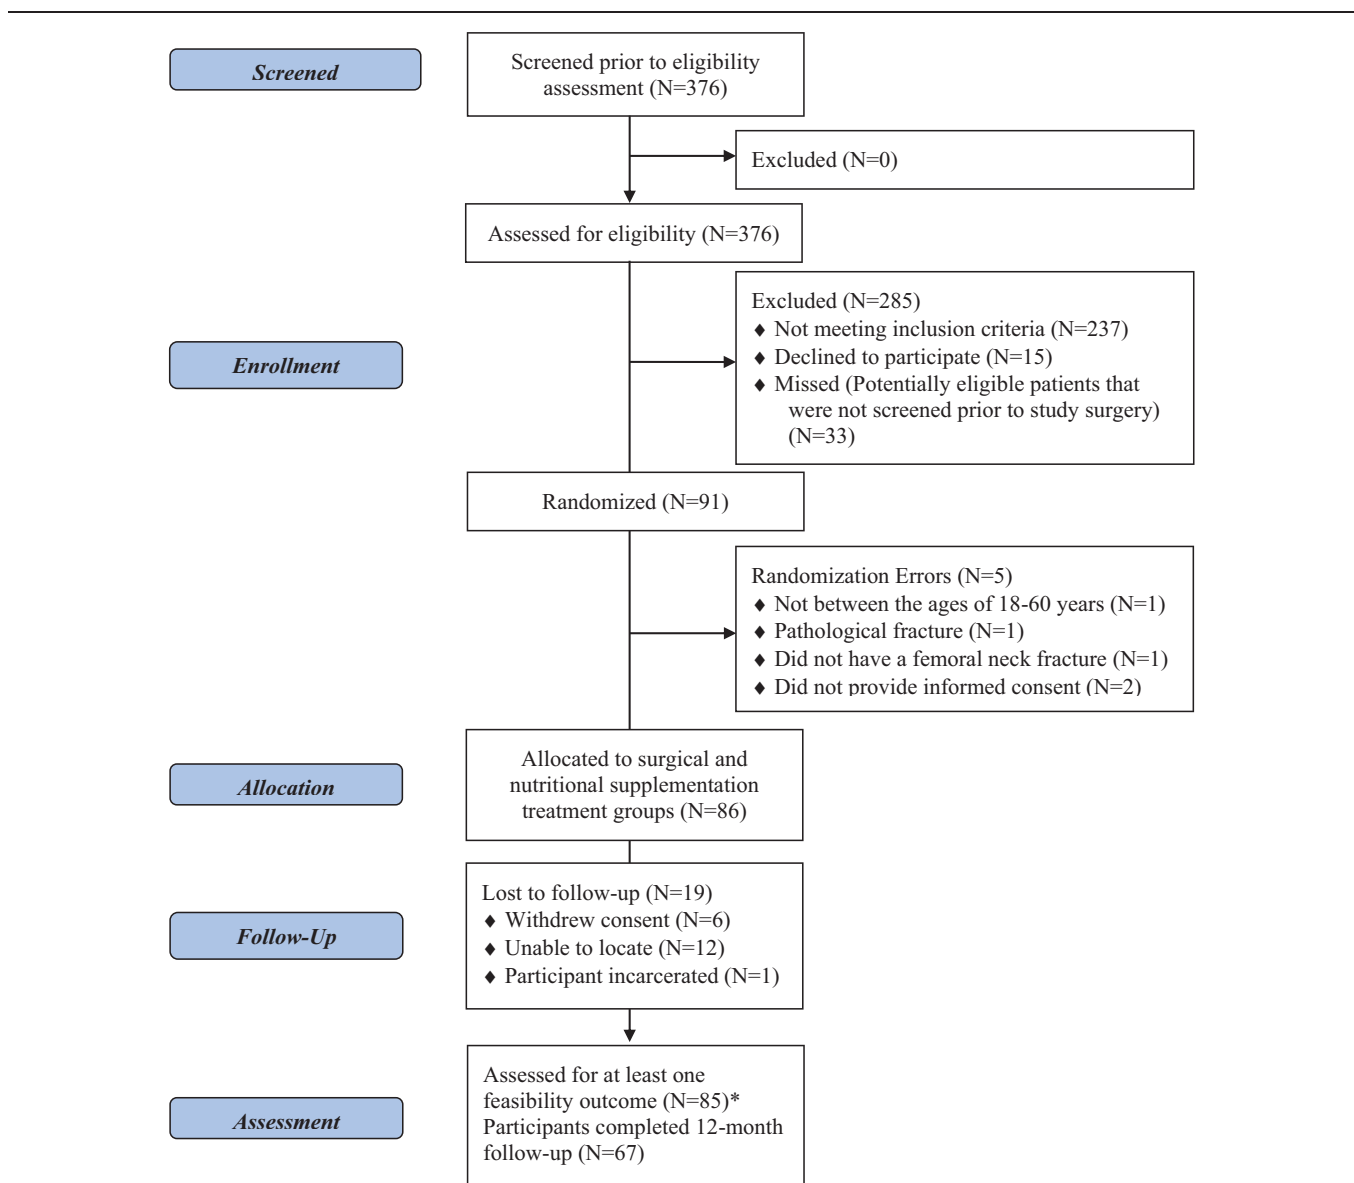 Screened
Screened prior to eligibility
assessment (N=376)
Excluded (N=0)
Assessed for eligibility (N=376)
Enrollment
Excluded (N=285)
♦ Not meeting inclusion criteria (N=237)
♦ Declined to participate (N=15)
♦ Missed (Potentially eligible patients that
were not screened prior to study surgery)
(N=33)
Randomized (N=91)
Randomization Errors (N=5)
♦ Not between the ages of 18-60 years (N=1)
♦ Pathological fracture (N=1)
♦ Did not have a femoral neck fracture (N=1)
♦ Did not provide informed consent (N=2)
Allocation
Allocated to surgical and
nutritional supplementation
treatment groups (N=86)
Follow-Up
Lost to follow-up (N=19)
♦ Withdrew consent (N=6)
♦ Unable to locate (N=12)
♦ Participant incarcerated (N=1)
Assessment
Assessed for at least one
feasibility outcome (N=85)*
Participants completed 12-month
follow-up (N=67)